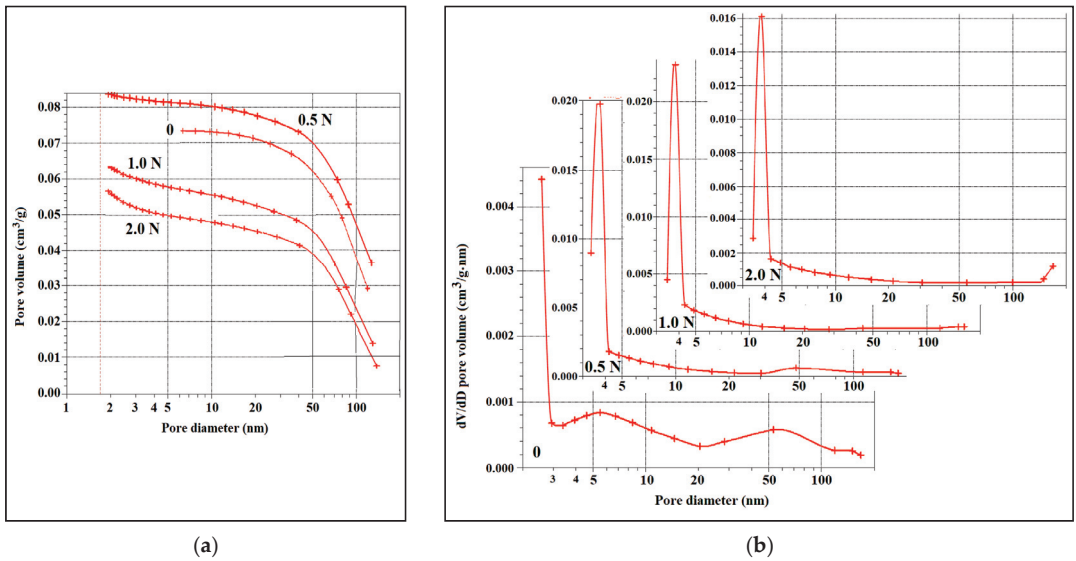 0.08
0.07
0.06
0.05
0.04
0.03
0.02
0.01
0.00
Pore volume (cm³/g)
0.5 N
0
1.0 N
2.0 N
1 2 3 4 5 10 20 50 100
Pore diameter (nm)
(a)
0.016
0.014
0.012
0.010
0.008
0.006
0.004
0.002
0.000
2.0 N
4 5 10 20 50 100
0.020
0.015
0.010
0.005
0.000
1.0 N
4 5 10 20 50 100
0.020
0.015
0.010
0.005
0.000
0.5 N
4 5 10 20 50 100
0.004
0.003
0.002
0.001
0.000
dV/dD pore volume (cm³/g·nm)
0
3 4 5 10 20 50 100
Pore diameter (nm)
(b)